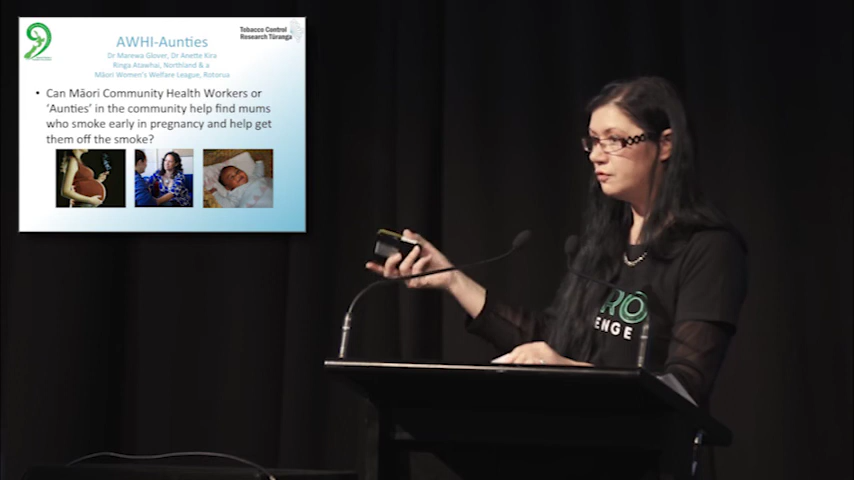 Tobacco Control
Research Tūranga
AWHI-Aunties
Dr Marewa Glover, Dr Anette Kira
Ringa Atawhai, Northland & a
Māori Women's Welfare League, Rotorua
• Can Māori Community Health Workers or
'Aunties' in the community help find mums
who smoke early in pregnancy and help get
them off the smoke?
RŌ
ENGE